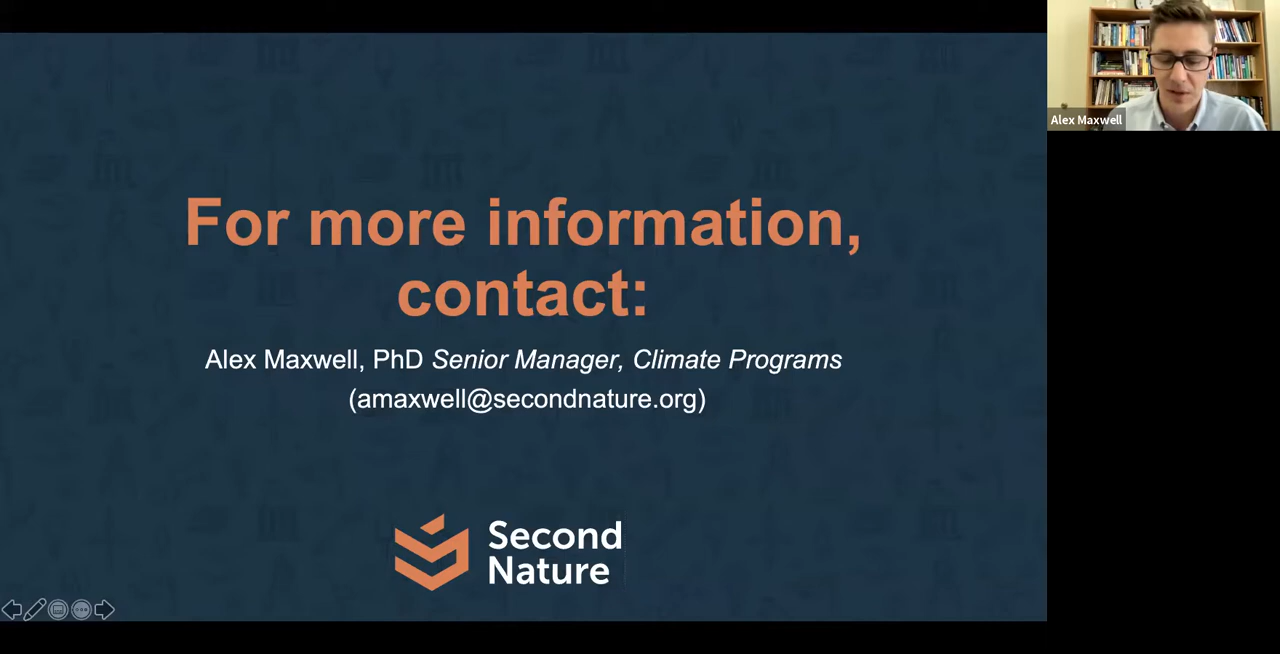 For more information,
contact:
Alex Maxwell, PhD Senior Manager, Climate Programs
(amaxwell@secondnature.org)
Second
Nature
Alex Maxwell